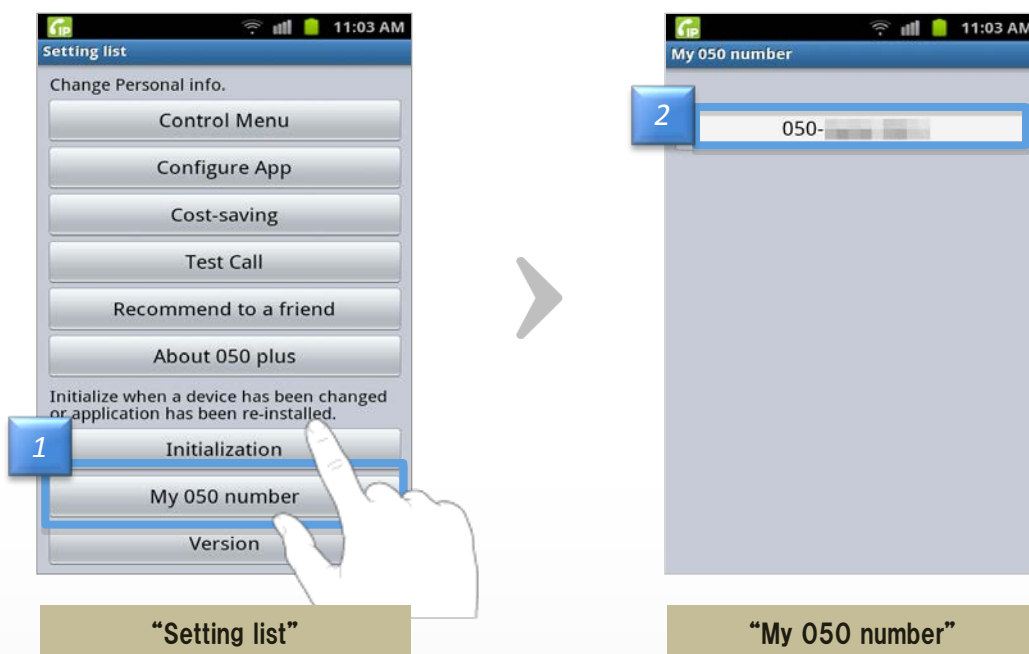 IP 11:03 AM
Setting list
Change Personal info.
Control Menu
Configure App
Cost-saving
Test Call
Recommend to a friend
About 050 plus
Initialize when a device has been changed
or application has been re-installed.
1
Initialization
My 050 number
Version
“Setting list”
IP 11:03 AM
My 050 number
2
050-
“My 050 number”